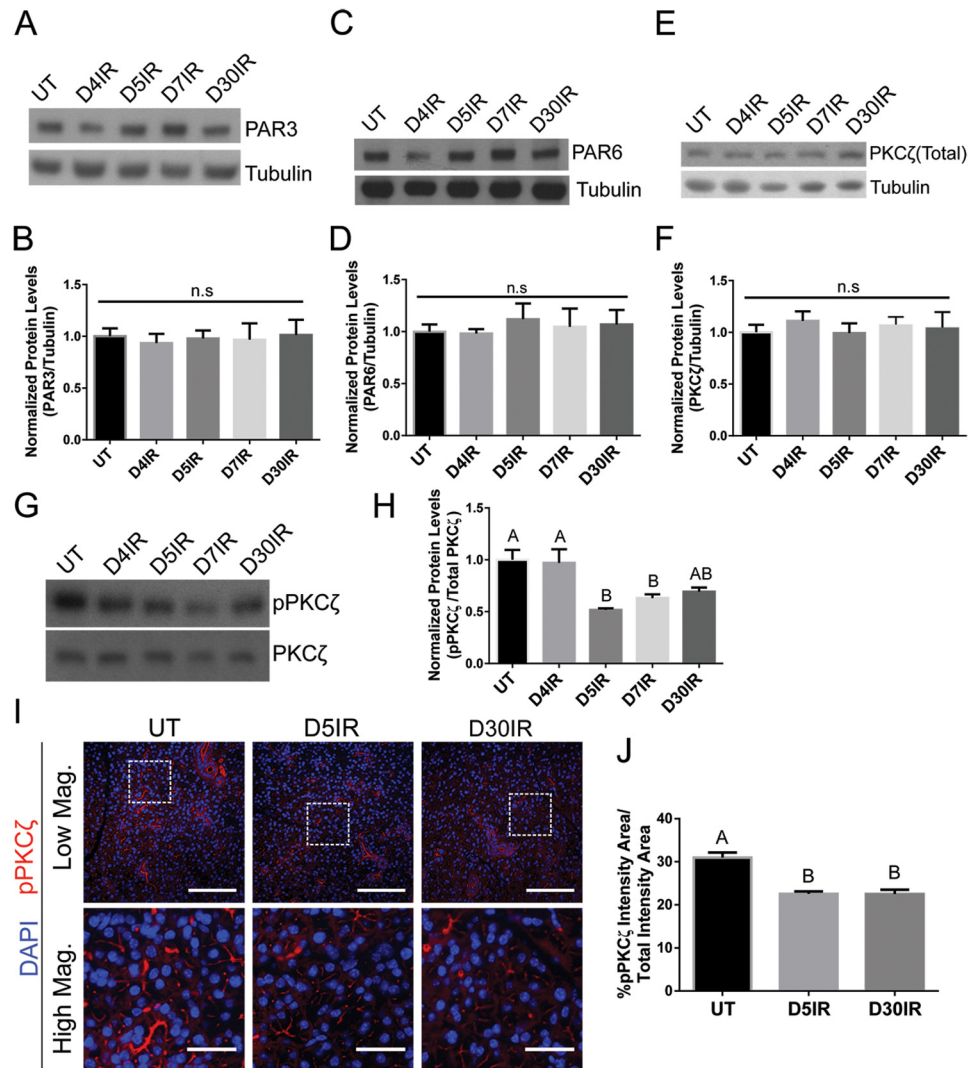 A
UT D4IR D5IR D7IR D30IR
PAR3
Tubulin
C
UT D4IR D5IR D7IR D30IR
PAR6
Tubulin
E
UT D4IR D5IR D7IR D30IR
PKCζ(Total)
Tubulin
B
Normalized Protein Levels
(PAR3/Tubulin)
1.5
1.0
0.5
0.0
n.s
UT D4IR D5IR D7IR D30IR
D
Normalized Protein Levels
(PAR6/Tubulin)
1.5
1.0
0.5
0.0
n.s
UT D4IR D5IR D7IR D30IR
F
Normalized Protein Levels
(PKCζ/Tubulin)
1.5
1.0
0.5
0.0
n.s
UT D4IR D5IR D7IR D30IR
G
UT D4IR D5IR D7IR D30IR
pPKCζ
PKCζ
H
Normalized Protein Levels
(pPKCζ/Total PKCζ)
1.5
1.0
0.5
0.0
A A B B AB
UT D4IR D5IR D7IR D30IR
I
UT D5IR D30IR
DAPI pPKCζ
Low Mag.
High Mag.
J
%pPKCζ Intensity Area/
Total Intensity Area
40
30
20
10
0
A B B
UT D5IR D30IR